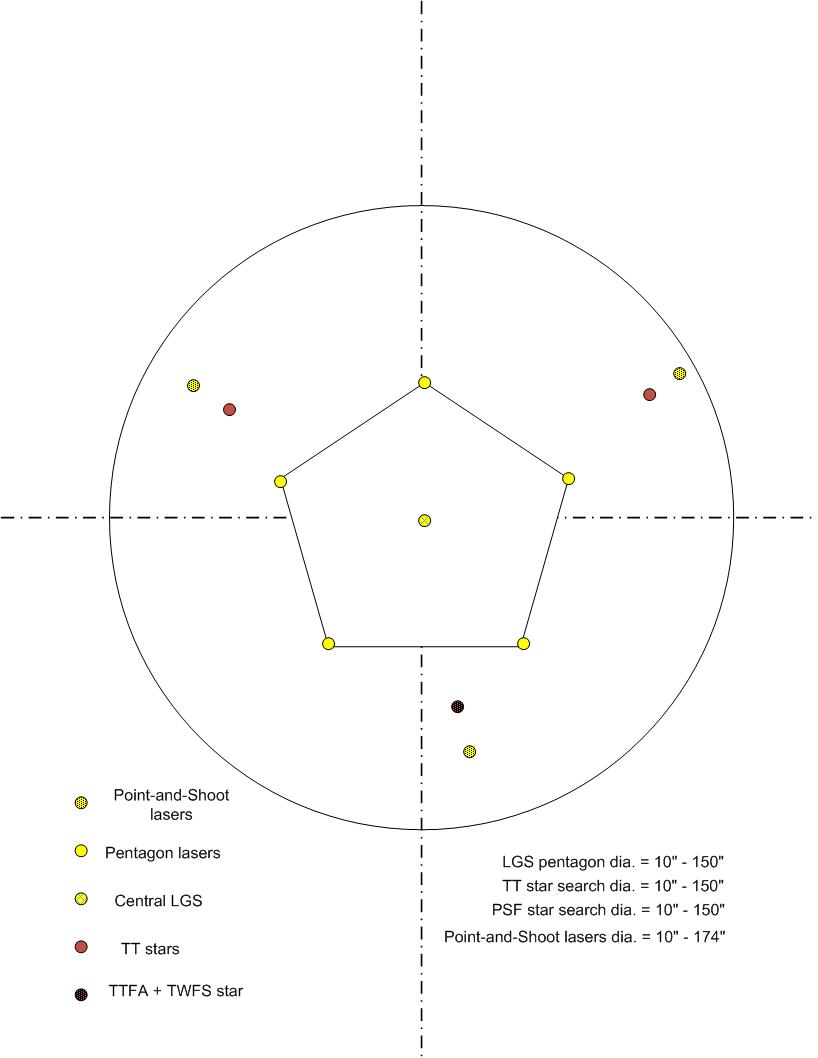 Point-and-Shoot
lasers
Pentagon lasers
Central LGS
TT stars
TTFA + TWFS star
LGS pentagon dia. = 10" - 150"
TT star search dia. = 10" - 150"
PSF star search dia. = 10" - 150"
Point-and-Shoot lasers dia. = 10" - 174"